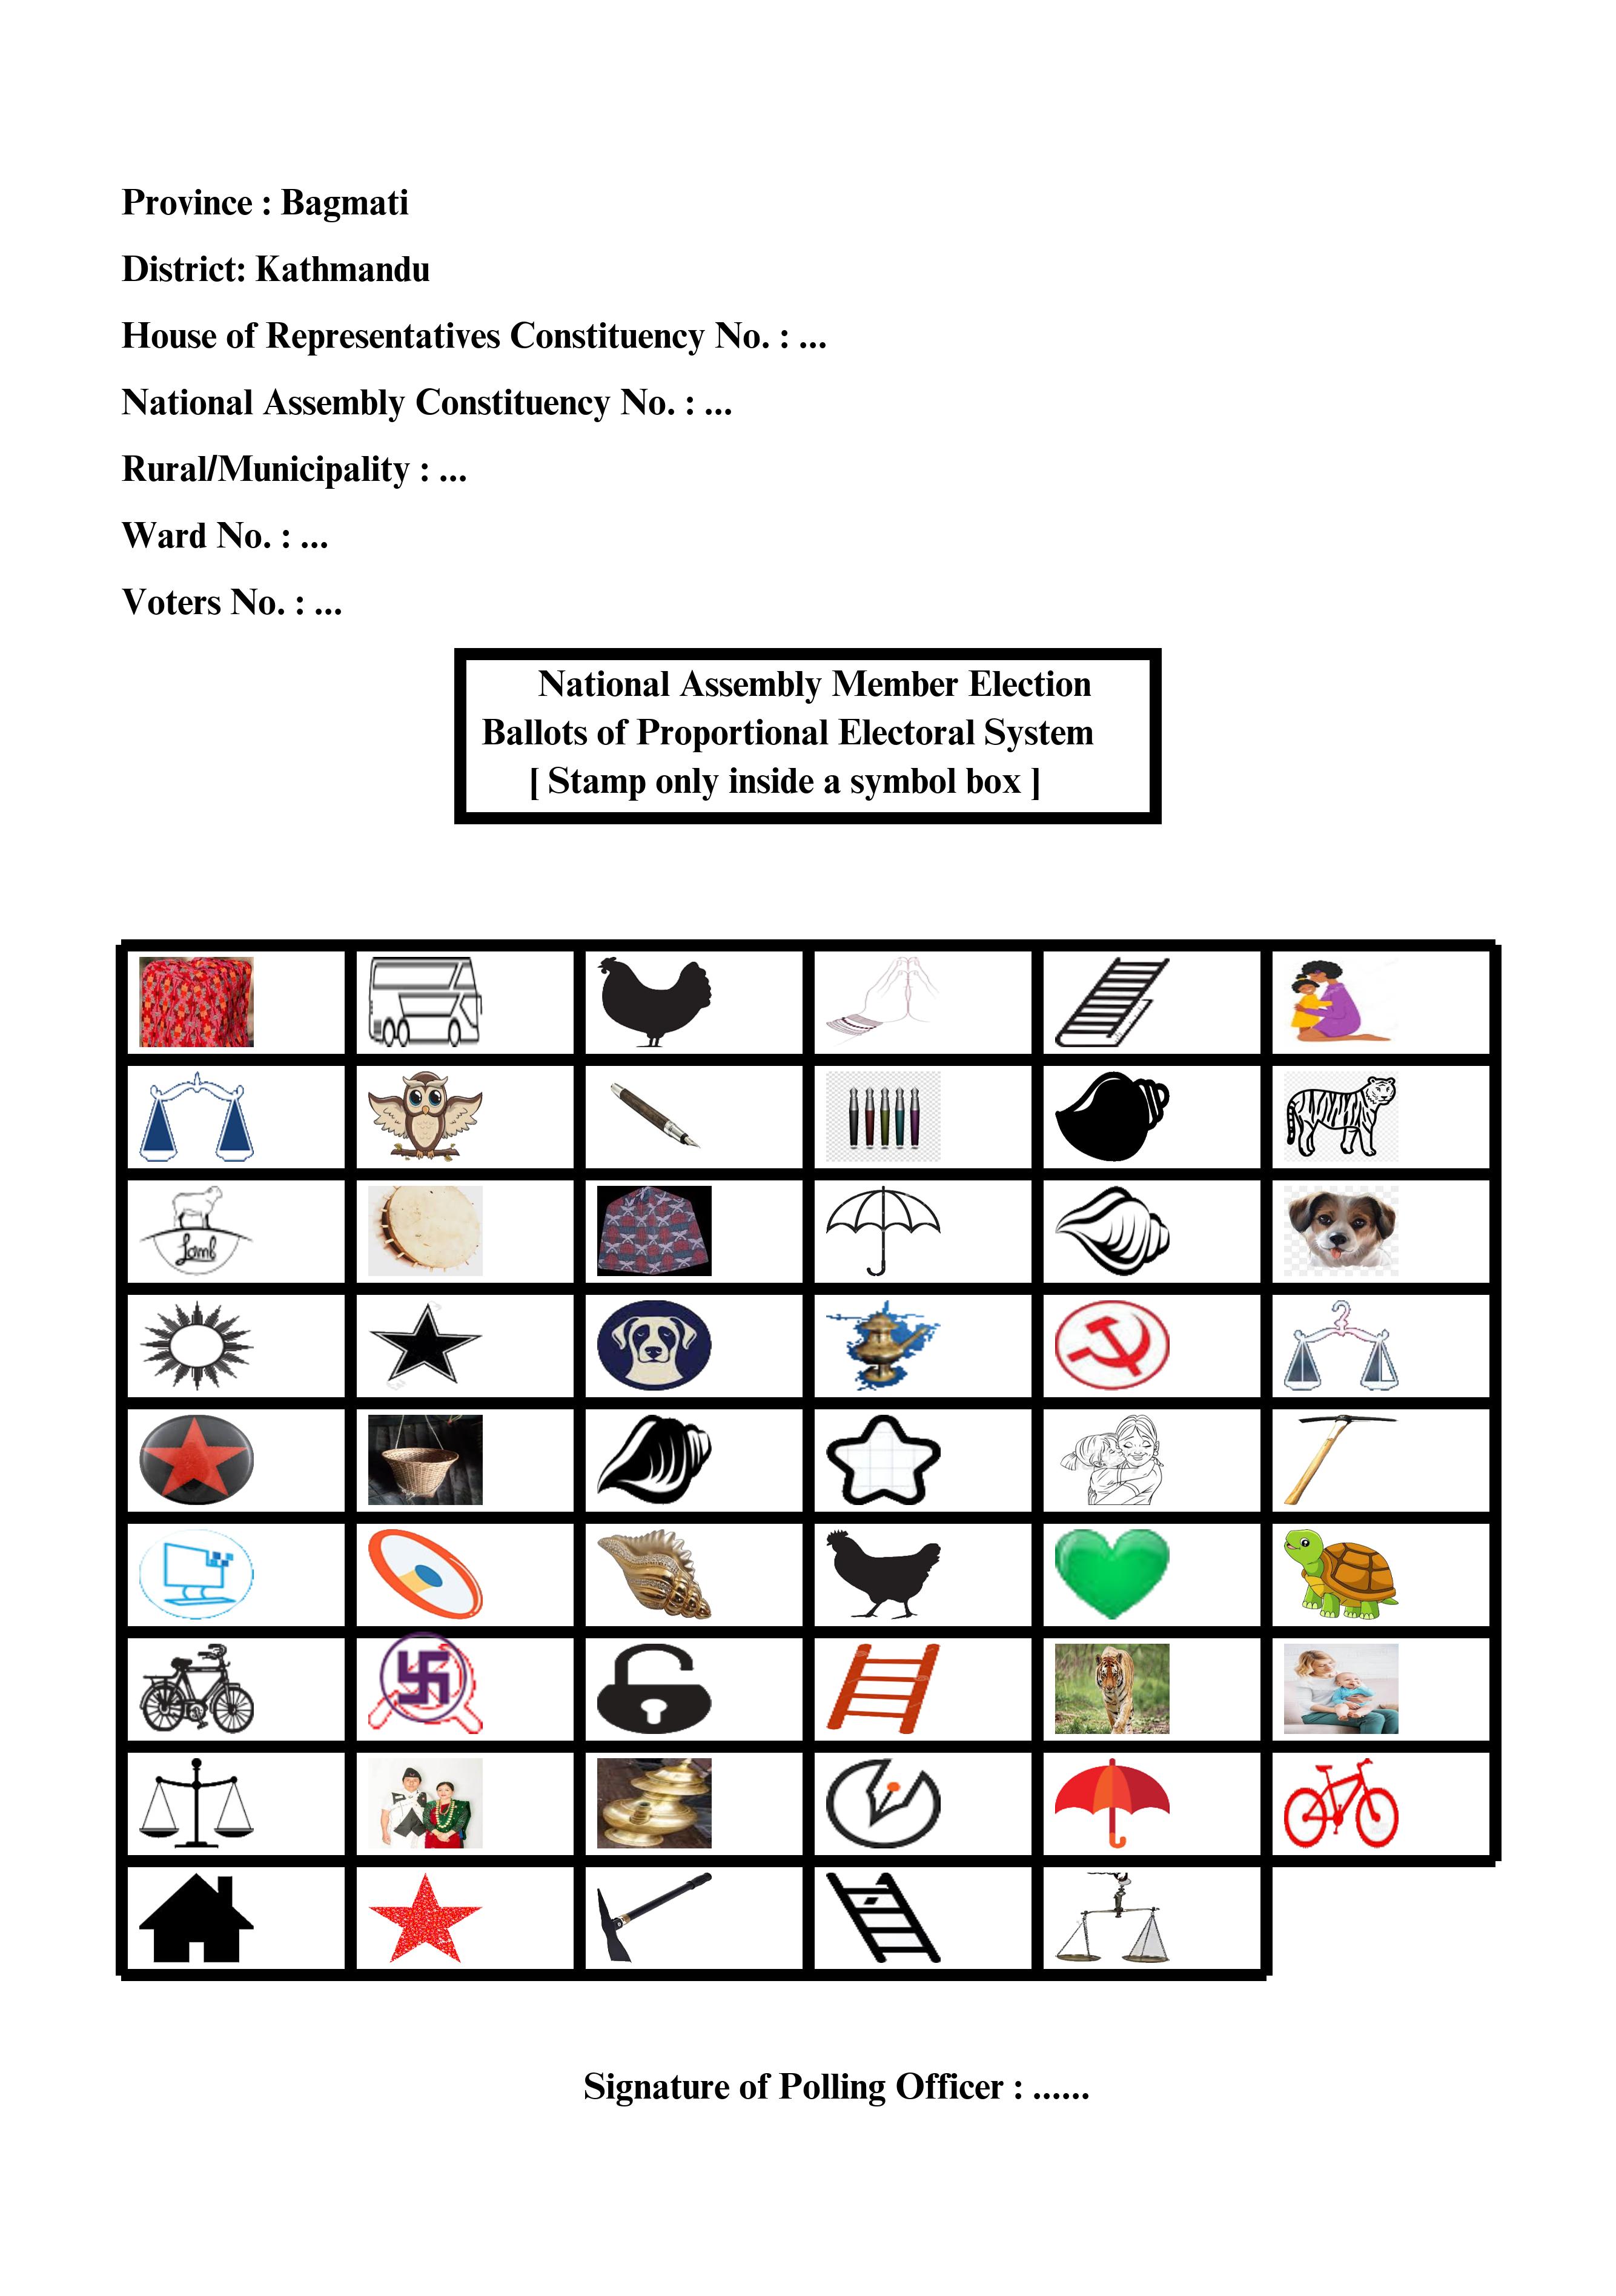 Province : Bagmati
District: Kathmandu
House of Representatives Constituency No. : ...
National Assembly Constituency No. : ...
Rural/Municipality : ...
Ward No. : ...
Voters No. : ...
National Assembly Member Election
Ballots of Proportional Electoral System
[ Stamp only inside a symbol box ]
Lamb
Signature of Polling Officer : ......